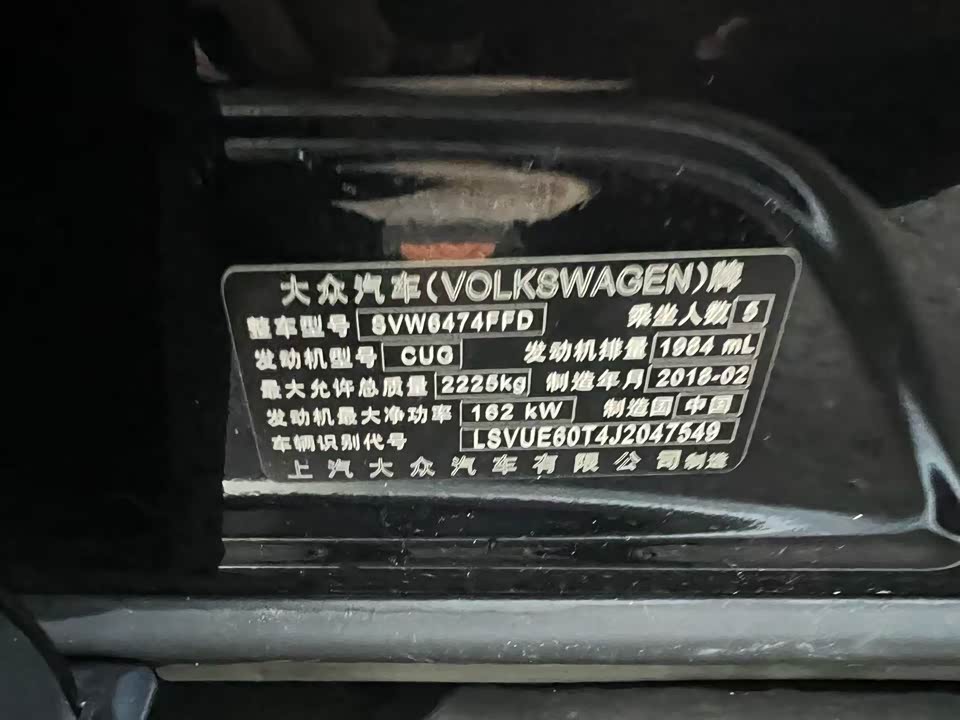 大众汽车(VOLKSWAGEN)牌
整车型号 SVW6474FFD 乘坐人数 5
发动机型号 CUG 发动机排量 1984 mL
最大允许总质量 2225kg 制造年月 2018-02
发动机最大净功率 162 kW 制造国 中国
车辆识别代号 LSVUE60T4J2047549
上汽大众汽车有限公司制造